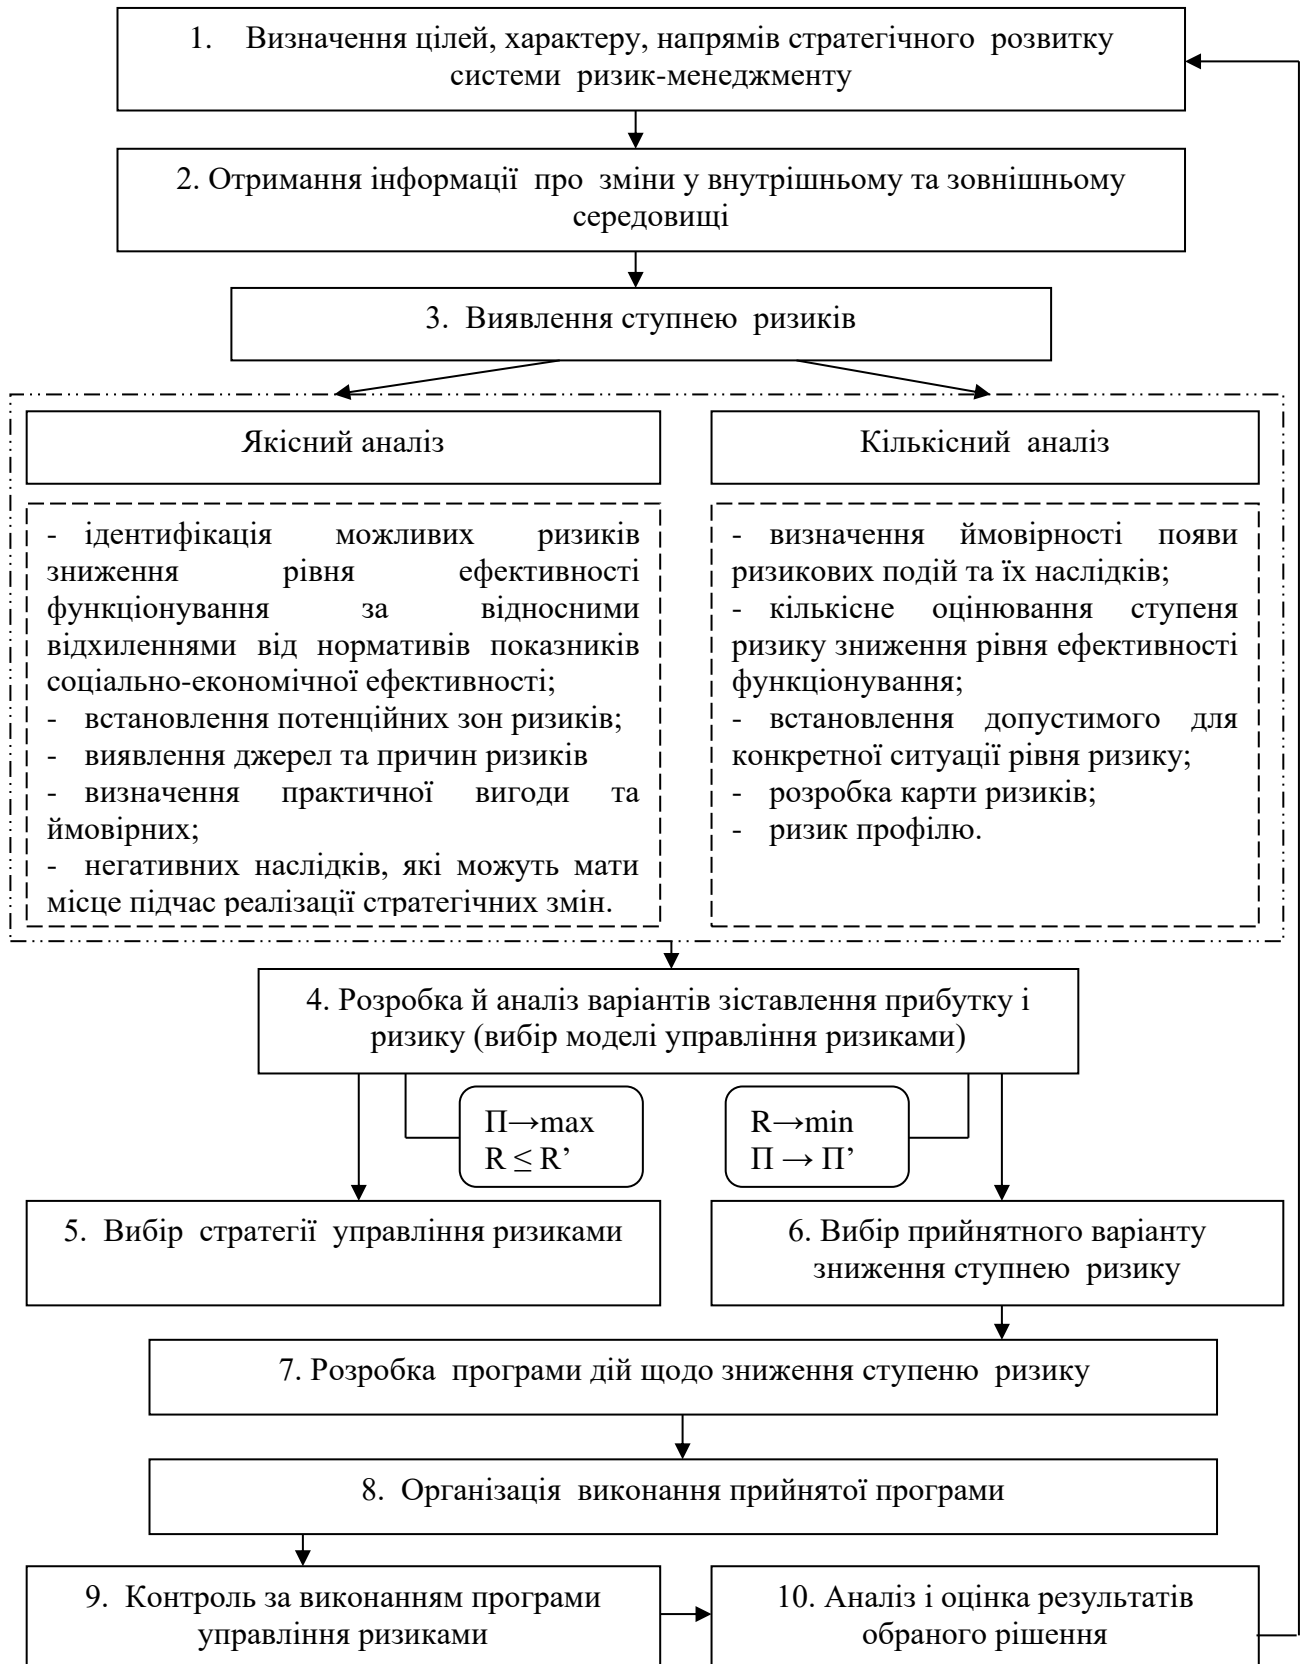 1. Визначення цілей, характеру, напрямів стратегічного розвитку
системи ризик-менеджменту
2. Отримання інформації про зміни у внутрішньому та зовнішньому
середовищі
3. Виявлення ступнею ризиків
Якісний аналіз
- ідентифікація можливих ризиків
зниження рівня ефективності
функціонування за відносними
відхиленнями від нормативів показників
соціально-економічної ефективності;
- встановлення потенційних зон ризиків;
- виявлення джерел та причин ризиків
- визначення практичної вигоди та
ймовірних;
- негативних наслідків, які можуть мати
місце підчас реалізації стратегічних змін.
Кількісний аналіз
- визначення ймовірності появи
ризикових подій та їх наслідків;
- кількісне оцінювання ступеня
ризику зниження рівня ефективності
функціонування;
- встановлення допустимого для
конкретної ситуації рівня ризику;
- розробка карти ризиків;
- ризик профілю.
4. Розробка й аналіз варіантів зіставлення прибутку і
ризику (вибір моделі управління ризиками)
П→max
R ≤ R’
R→min
П → П’
5. Вибір стратегії управління ризиками
6. Вибір прийнятного варіанту
зниження ступнею ризику
7. Розробка програми дій щодо зниження ступеню ризику
8. Організація виконання прийнятої програми
9. Контроль за виконанням програми
управління ризиками
10. Аналіз і оцінка результатів
обраного рішення